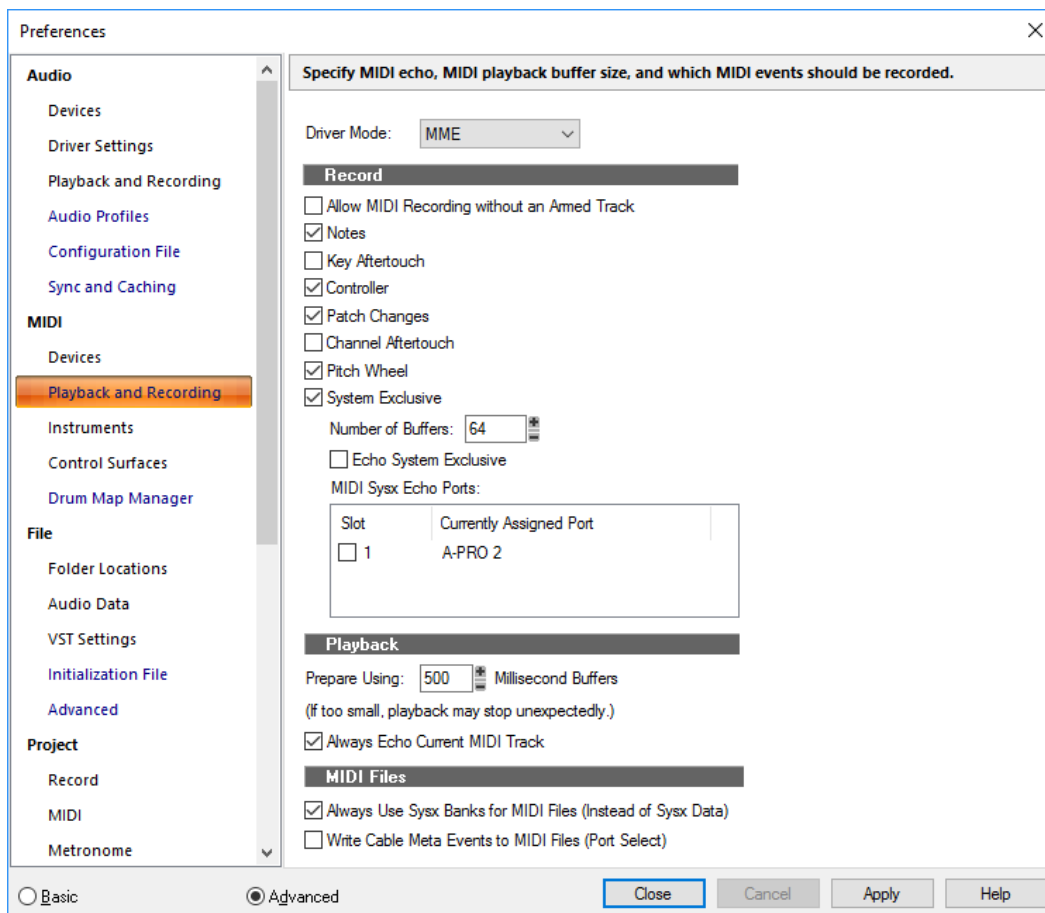 Preferences
Audio
Devices
Driver Settings
Playback and Recording
Audio Profiles
Configuration File
Sync and Caching
MIDI
Devices
Playback and Recording
Instruments
Control Surfaces
Drum Map Manager
File
Folder Locations
Audio Data
VST Settings
Initialization File
Advanced
Project
Record
MIDI
Metronome
Specify MIDI echo, MIDI playback buffer size, and which MIDI events should be recorded.
Driver Mode: MME
Record
Allow MIDI Recording without an Armed Track
Notes
Key Aftertouch
Controller
Patch Changes
Channel Aftertouch
Pitch Wheel
System Exclusive
Number of Buffers: 64
Echo System Exclusive
MIDI Sysx Echo Ports:
Slot Currently Assigned Port
1 A-PRO 2
Playback
Prepare Using: 500 Millisecond Buffers
(If too small, playback may stop unexpectedly.)
Always Echo Current MIDI Track
MIDI Files
Always Use Sysx Banks for MIDI Files (Instead of Sysx Data)
Write Cable Meta Events to MIDI Files (Port Select)
Basic Advanced Close Cancel Apply Help